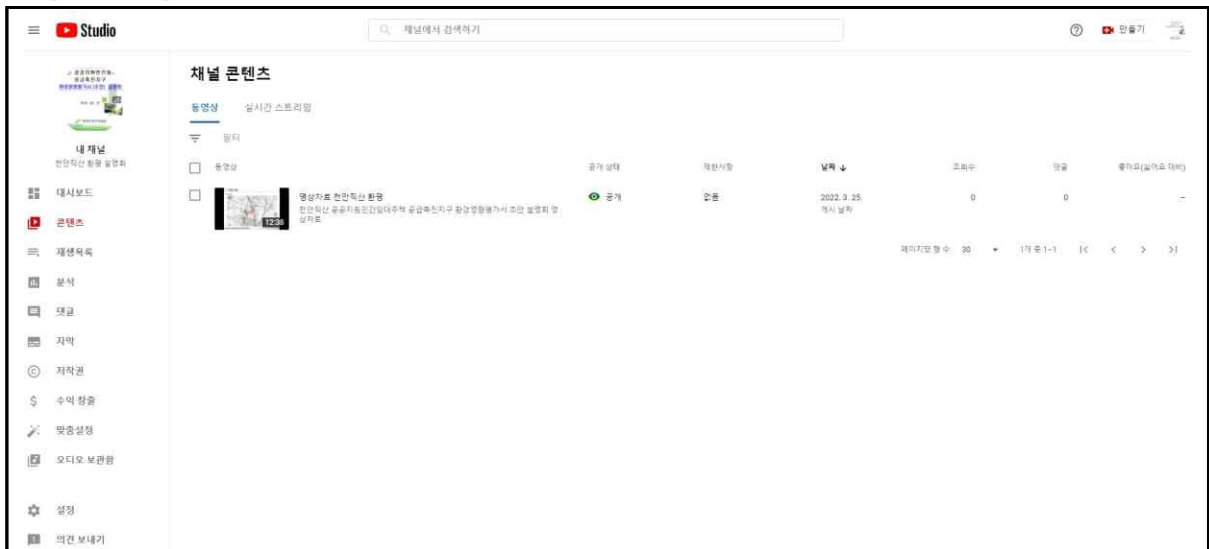 Studio
채널에서 검색하기
만들기
채널 콘텐츠
동영상 실시간 스트리밍
필터
내 채널
천안직산 환평 설명회
동영상 공개 상태 제한사항 날짜 ↓ 조회수 댓글 좋아요(싫어요 대비)
영상자료 천안직산 환평 공개 없음 2022. 3. 25. 0 0 –
천안직산 공공지원민간임대주택 공급촉진지구 환경영향평가서 초안 설명회 영
상자료
게시 날짜
12:38
페이지당 행 수: 30 1개 중 1~1
대시보드
콘텐츠
재생목록
분석
댓글
자막
저작권
수익 창출
맞춤설정
오디오 보관함
설정
의견 보내기